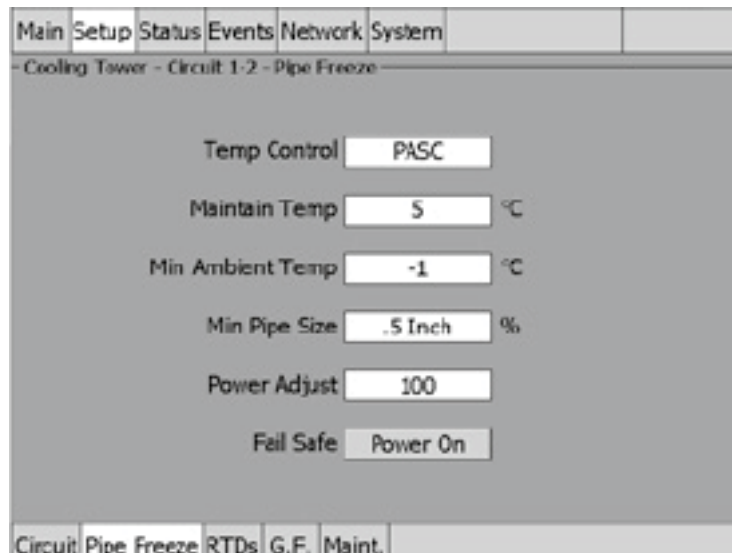 Main Setup Status Events Network System
Cooling Tower - Circuit 1-2 - Pipe Freeze
Temp Control PASC
Maintain Temp 5 °C
Min Ambient Temp -1 °C
Min Pipe Size .5 Inch %
Power Adjust 100
Fail Safe Power On
Circuit Pipe Freeze RTDs G.F. Maint.